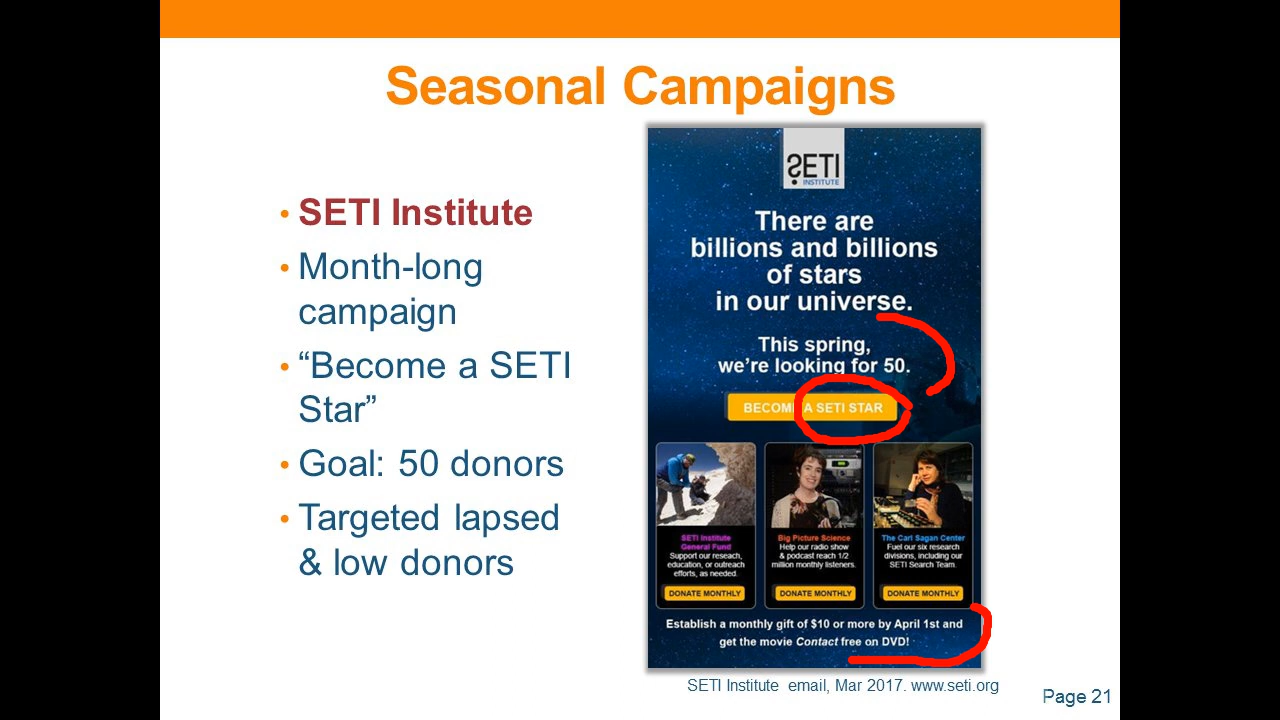 Seasonal Campaigns
• SETI Institute
• Month-long
campaign
• “Become a SETI
Star”
• Goal: 50 donors
• Targeted lapsed
& low donors
SETI
INSTITUTE
There are
billions and billions
of stars
in our universe.
This spring,
we're looking for 50.
BECOME A SETI STAR
SETI Institute
General Fund
Support our reseach,
education, or outreach
efforts, as needed.
DONATE MONTHLY
Big Picture Science
Help our radio show
& podcast reach 1/2
million monthly listeners.
DONATE MONTHLY
The Carl Sagan Center
Fuel our six research
divisions, including our
SETI Search Team.
DONATE MONTHLY
Establish a monthly gift of $10 or more by April 1st and
get the movie Contact free on DVD!
SETI Institute email, Mar 2017. www.seti.org
Page 21